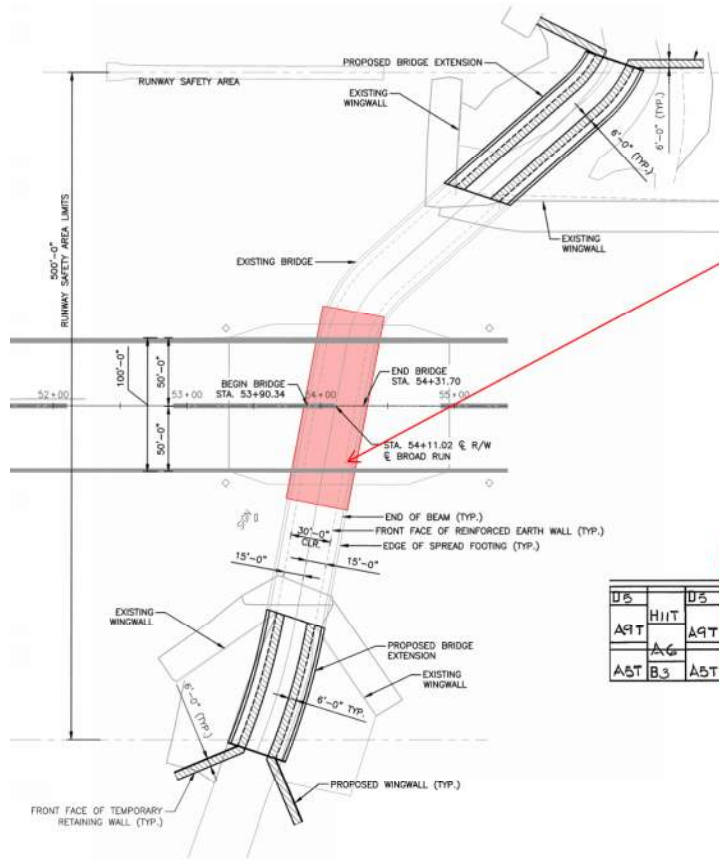 PROPOSED BRIDGE EXTENSION
RUNWAY SAFETY AREA
EXISTING
WINGWALL
6'-0" (TYP.)
6'-0" (TYP.)
500'-0"
RUNWAY SAFETY AREA LIMITS
EXISTING
WINGWALL
EXISTING BRIDGE
100'-0"
50'-0"
50'-0"
BEGIN BRIDGE
STA. 53+90.34
END BRIDGE
STA. 54+31.70
52+00
53+00
54+00
55+00
STA. 54+11.02 ℄ R/W
℄ BROAD RUN
SIGN
END OF BEAM (TYP.)
30'-0"
CLR.
FRONT FACE OF REINFORCED EARTH WALL (TYP.)
EDGE OF SPREAD FOOTING (TYP.)
15'-0"
15'-0"
EXISTING
WINGWALL
PROPOSED BRIDGE
EXTENSION
EXISTING
WINGWALL
6'-0" (TYP.)
6'-0" TYP.
PROPOSED WINGWALL (TYP.)
FRONT FACE OF TEMPORARY
RETAINING WALL (TYP.)
U5 U5
H11T
A9T A9T
A6
A5T B3 A5T